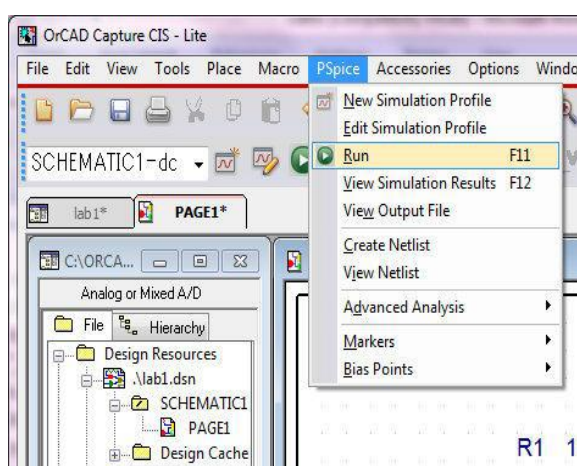 OrCAD Capture CIS - Lite
File Edit View Tools Place Macro PSpice Accessories Options
New Simulation Profile
Edit Simulation Profile
SCHEMATIC1-dc
Run F11
View Simulation Results F12
View Output File
lab1* PAGE1*
Create Netlist
View Netlist
C:\ORCA...
Analog or Mixed A/D
Advanced Analysis
File Hierarchy
Markers
Design Resources
Bias Points
.\lab1.dsn
SCHEMATIC1
PAGE1
Design Cache
R1 1